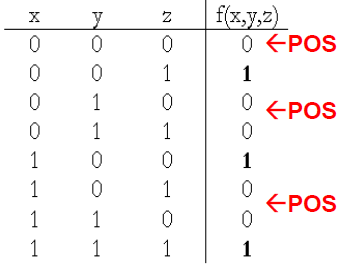 x y z f(x,y,z)
0 0 0 0 ←POS
0 0 1 1
0 1 0 0 ←POS
0 1 1 0
1 0 0 1
1 0 1 0 ←POS
1 1 0 0
1 1 1 1